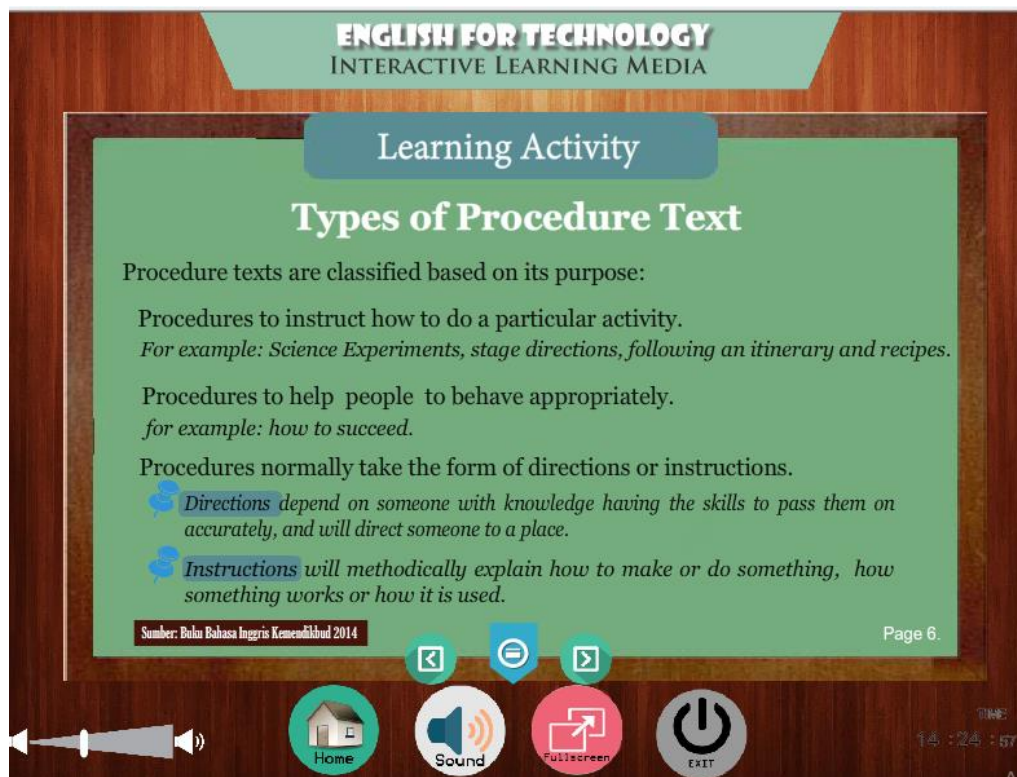 ENGLISH FOR TECHNOLOGY
INTERACTIVE LEARNING MEDIA
Learning Activity
Types of Procedure Text
Procedure texts are classified based on its purpose:
Procedures to instruct how to do a particular activity.
For example: Science Experiments, stage directions, following an itinerary and recipes.
Procedures to help people to behave appropriately.
for example: how to succeed.
Procedures normally take the form of directions or instructions.
Directions depend on someone with knowledge having the skills to pass them on
accurately, and will direct someone to a place.
Instructions will methodically explain how to make or do something, how
something works or how it is used.
Sumber: Buku Bahasa Inggris Kemendikbud 2014
Page 6.
Home
Sound
Fullscreen
EXIT
TIME
14 :24 :57